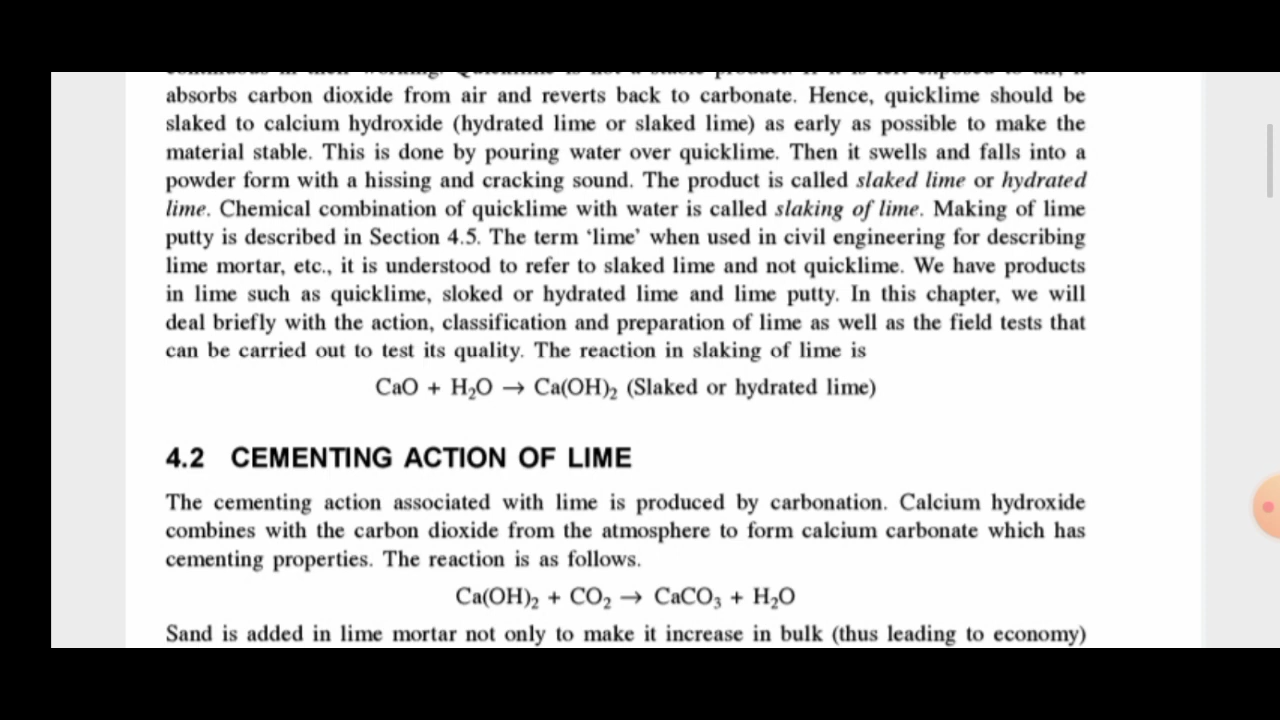 absorbs carbon dioxide from air and reverts back to carbonate. Hence, quicklime should be
slaked to calcium hydroxide (hydrated lime or slaked lime) as early as possible to make the
material stable. This is done by pouring water over quicklime. Then it swells and falls into a
powder form with a hissing and cracking sound. The product is called slaked lime or hydrated
lime. Chemical combination of quicklime with water is called slaking of lime. Making of lime
putty is described in Section 4.5. The term ‘lime’ when used in civil engineering for describing
lime mortar, etc., it is understood to refer to slaked lime and not quicklime. We have products
in lime such as quicklime, sloked or hydrated lime and lime putty. In this chapter, we will
deal briefly with the action, classification and preparation of lime as well as the field tests that
can be carried out to test its quality. The reaction in slaking of lime is
CaO + H₂O → Ca(OH)₂ (Slaked or hydrated lime)
4.2 CEMENTING ACTION OF LIME
The cementing action associated with lime is produced by carbonation. Calcium hydroxide
combines with the carbon dioxide from the atmosphere to form calcium carbonate which has
cementing properties. The reaction is as follows.
Ca(OH)₂ + CO₂ → CaCO₃ + H₂O
Sand is added in lime mortar not only to make it increase in bulk (thus leading to economy)